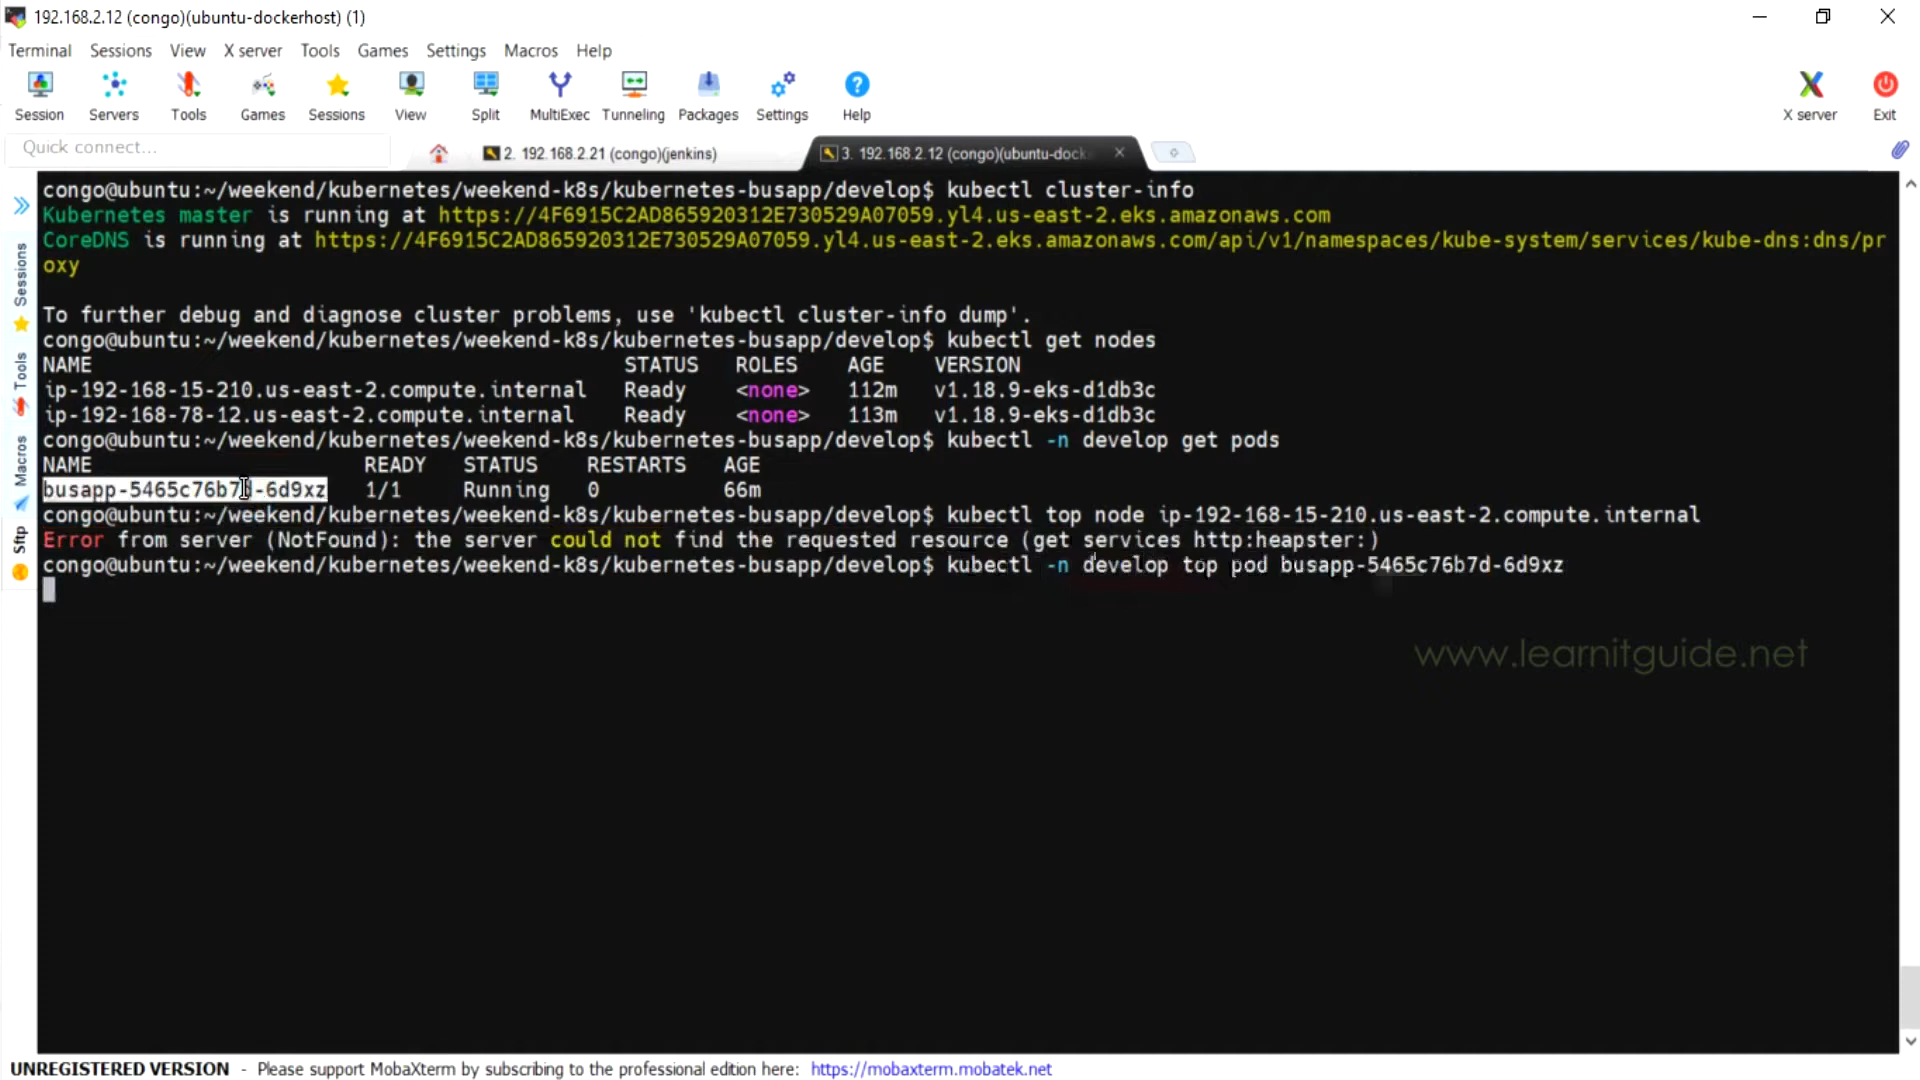 192.168.2.12 (congo)(ubuntu-dockerhost) (1)
Terminal Sessions View X server Tools Games Settings Macros Help
Session Servers Tools Games Sessions View Split MultiExec Tunneling Packages Settings Help X server Exit
Quick connect...
2. 192.168.2.21 (congo)(jenkins)
3. 192.168.2.12 (congo)(ubuntu-dock
Sessions
Tools
Macros
Sftp
congo@ubuntu:~/weekend/kubernetes/weekend-k8s/kubernetes-busapp/develop$ kubectl cluster-info
Kubernetes master is running at https://4F6915C2AD865920312E730529A07059.yl4.us-east-2.eks.amazonaws.com
CoreDNS is running at https://4F6915C2AD865920312E730529A07059.yl4.us-east-2.eks.amazonaws.com/api/v1/namespaces/kube-system/services/kube-dns:dns/pr
oxy
To further debug and diagnose cluster problems, use 'kubectl cluster-info dump'.
congo@ubuntu:~/weekend/kubernetes/weekend-k8s/kubernetes-busapp/develop$ kubectl get nodes
NAME STATUS ROLES AGE VERSION
ip-192-168-15-210.us-east-2.compute.internal Ready <none> 112m v1.18.9-eks-d1db3c
ip-192-168-78-12.us-east-2.compute.internal Ready <none> 113m v1.18.9-eks-d1db3c
congo@ubuntu:~/weekend/kubernetes/weekend-k8s/kubernetes-busapp/develop$ kubectl -n develop get pods
NAME READY STATUS RESTARTS AGE
busapp-5465c76b7d-6d9xz 1/1 Running 0 66m
congo@ubuntu:~/weekend/kubernetes/weekend-k8s/kubernetes-busapp/develop$ kubectl top node ip-192-168-15-210.us-east-2.compute.internal
Error from server (NotFound): the server could not find the requested resource (get services http:heapster:)
congo@ubuntu:~/weekend/kubernetes/weekend-k8s/kubernetes-busapp/develop$ kubectl -n develop top pod busapp-5465c76b7d-6d9xz
www.learnitguide.net
UNREGISTERED VERSION - Please support MobaXterm by subscribing to the professional edition here: https://mobaxterm.mobatek.net